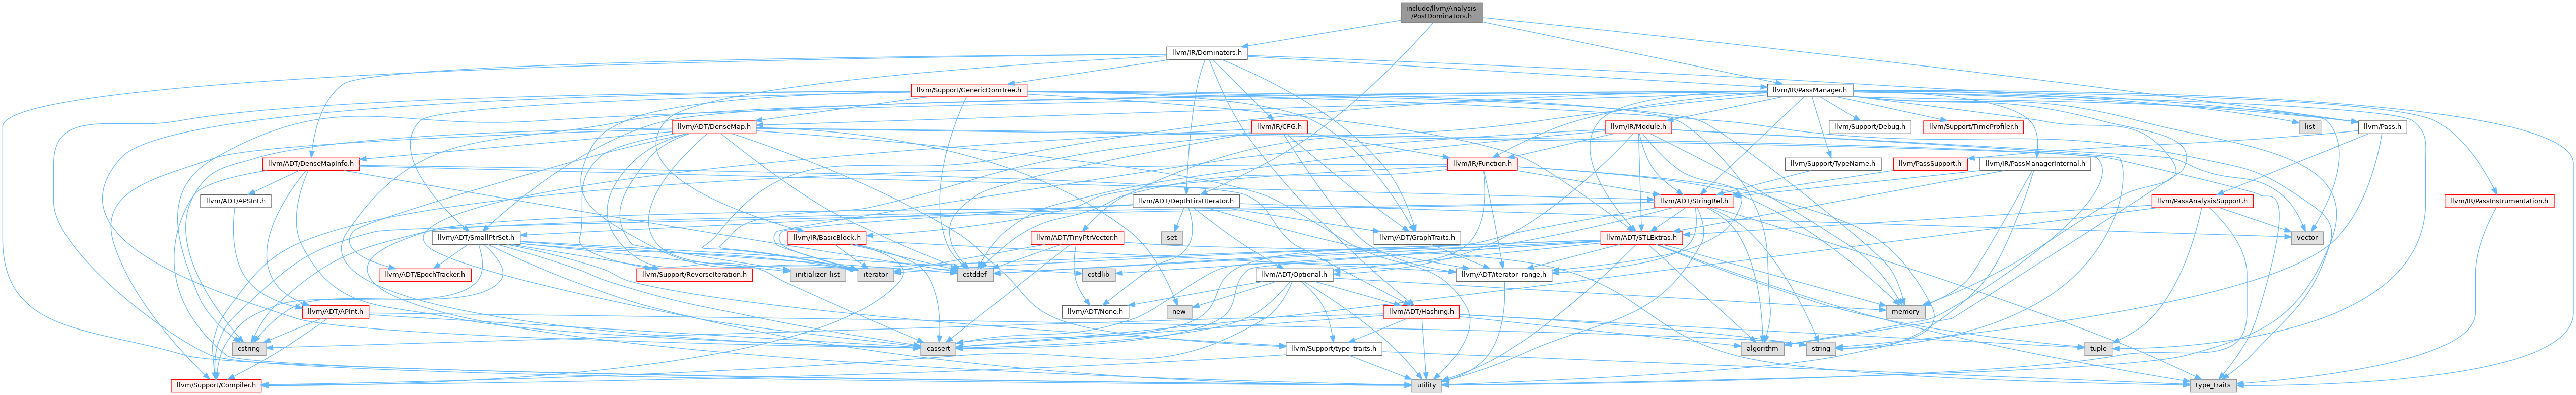 include/llvm/Analysis
/PostDominators.h
llvm/IR/Dominators.h
llvm/Support/GenericDomTree.h
llvm/IR/PassManager.h
llvm/ADT/DenseMap.h
llvm/IR/CFG.h
llvm/IR/Module.h
llvm/Support/Debug.h
llvm/Support/TimeProfiler.h
list
llvm/Pass.h
llvm/ADT/DenseMapInfo.h
llvm/IR/Function.h
llvm/Support/TypeName.h
llvm/PassSupport.h
llvm/IR/PassManagerInternal.h
llvm/ADT/APSInt.h
llvm/ADT/DepthFirstIterator.h
llvm/ADT/StringRef.h
llvm/PassAnalysisSupport.h
llvm/IR/PassInstrumentation.h
llvm/ADT/SmallPtrSet.h
llvm/IR/BasicBlock.h
llvm/ADT/TinyPtrVector.h
set
llvm/ADT/GraphTraits.h
llvm/ADT/STLExtras.h
vector
llvm/ADT/EpochTracker.h
llvm/Support/ReverseIteration.h
initializer_list
iterator
cstddef
cstdlib
llvm/ADT/Optional.h
llvm/ADT/iterator_range.h
llvm/ADT/APInt.h
llvm/ADT/None.h
new
llvm/ADT/Hashing.h
memory
cstring
cassert
llvm/Support/type_traits.h
algorithm
string
tuple
llvm/Support/Compiler.h
utility
type_traits